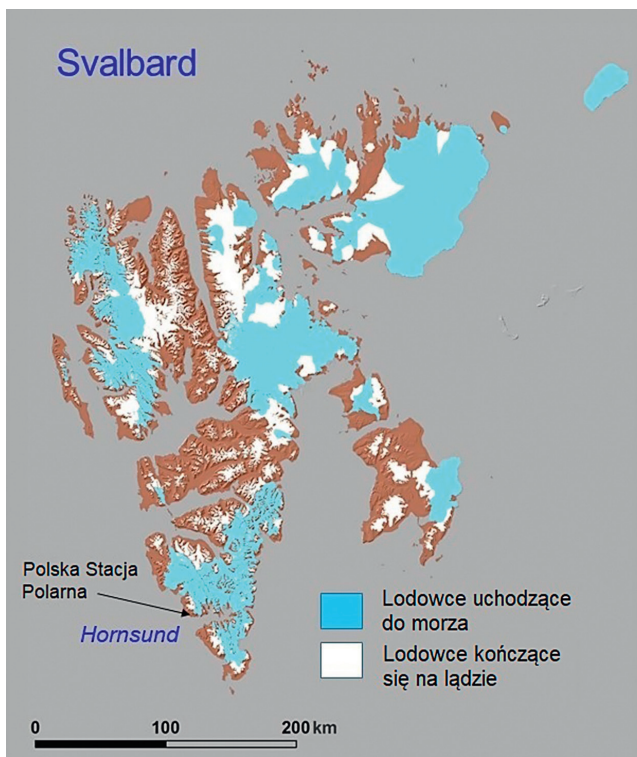 Svalbard
Polska Stacja
Polarna
Hornsund
Lodowce uchodzące
do morza
Lodowce kończące
się na lądzie
0 100 200 km